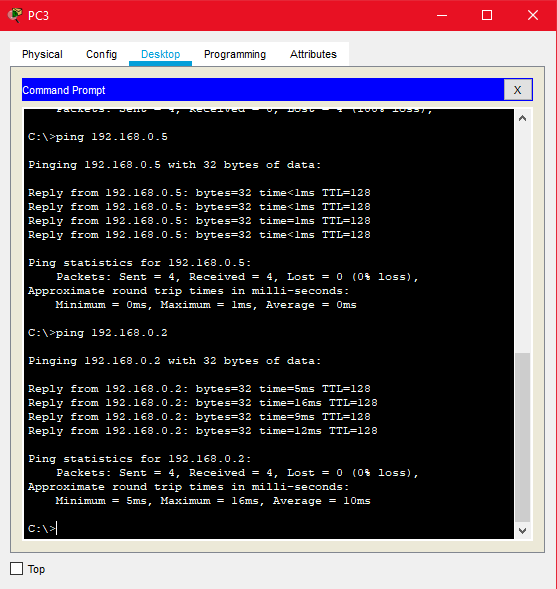 PC3
Physical Config Desktop Programming Attributes
Command Prompt X
Packets: Sent = 4, Received = 0, Lost = 4 (100% loss),
C:\>ping 192.168.0.5
Pinging 192.168.0.5 with 32 bytes of data:
Reply from 192.168.0.5: bytes=32 time<1ms TTL=128
Reply from 192.168.0.5: bytes=32 time<1ms TTL=128
Reply from 192.168.0.5: bytes=32 time=1ms TTL=128
Reply from 192.168.0.5: bytes=32 time<1ms TTL=128
Ping statistics for 192.168.0.5:
Packets: Sent = 4, Received = 4, Lost = 0 (0% loss),
Approximate round trip times in milli-seconds:
Minimum = 0ms, Maximum = 1ms, Average = 0ms
C:\>ping 192.168.0.2
Pinging 192.168.0.2 with 32 bytes of data:
Reply from 192.168.0.2: bytes=32 time=5ms TTL=128
Reply from 192.168.0.2: bytes=32 time=16ms TTL=128
Reply from 192.168.0.2: bytes=32 time=9ms TTL=128
Reply from 192.168.0.2: bytes=32 time=12ms TTL=128
Ping statistics for 192.168.0.2:
Packets: Sent = 4, Received = 4, Lost = 0 (0% loss),
Approximate round trip times in milli-seconds:
Minimum = 5ms, Maximum = 16ms, Average = 10ms
C:\>
Top